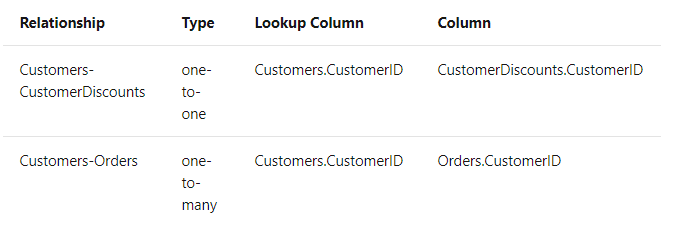 Relationship Type Lookup Column Column
Customers- one- Customers.CustomerID CustomerDiscounts.CustomerID
CustomerDiscounts to-
one
Customers-Orders one- Customers.CustomerID Orders.CustomerID
to-
many